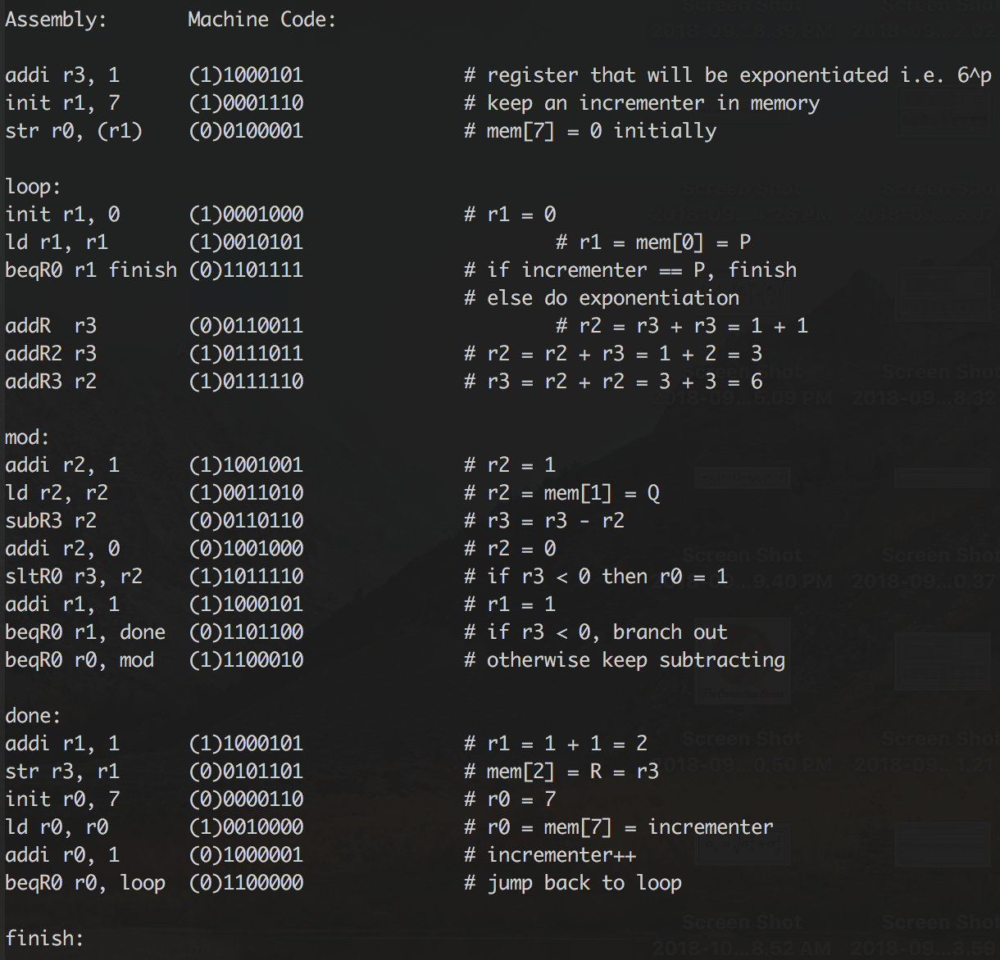 Assembly: Machine Code:
addi r3, 1 (1)1000101 # register that will be exponentiated i.e. 6^p
init r1, 7 (1)0001110 # keep an incrementer in memory
str r0, (r1) (0)0100001 # mem[7] = 0 initially
loop:
init r1, 0 (1)0001000 # r1 = 0
ld r1, r1 (1)0010101 # r1 = mem[0] = P
beqR0 r1 finish (0)1101111 # if incrementer == P, finish
# else do exponentiation
addR r3 (0)0110011 # r2 = r3 + r3 = 1 + 1
addR2 r3 (1)0111011 # r2 = r2 + r3 = 1 + 2 = 3
addR3 r2 (1)0111110 # r3 = r2 + r2 = 3 + 3 = 6
mod:
addi r2, 1 (1)1001001 # r2 = 1
ld r2, r2 (1)0011010 # r2 = mem[1] = Q
subR3 r2 (0)0110110 # r3 = r3 - r2
addi r2, 0 (0)1001000 # r2 = 0
sltR0 r3, r2 (1)1011110 # if r3 < 0 then r0 = 1
addi r1, 1 (1)1000101 # r1 = 1
beqR0 r1, done (0)1101100 # if r3 < 0, branch out
beqR0 r0, mod (1)1100010 # otherwise keep subtracting
done:
addi r1, 1 (1)1000101 # r1 = 1 + 1 = 2
str r3, r1 (0)0101101 # mem[2] = R = r3
init r0, 7 (0)0000110 # r0 = 7
ld r0, r0 (1)0010000 # r0 = mem[7] = incrementer
addi r0, 1 (0)1000001 # incrementer++
beqR0 r0, loop (0)1100000 # jump back to loop
finish: